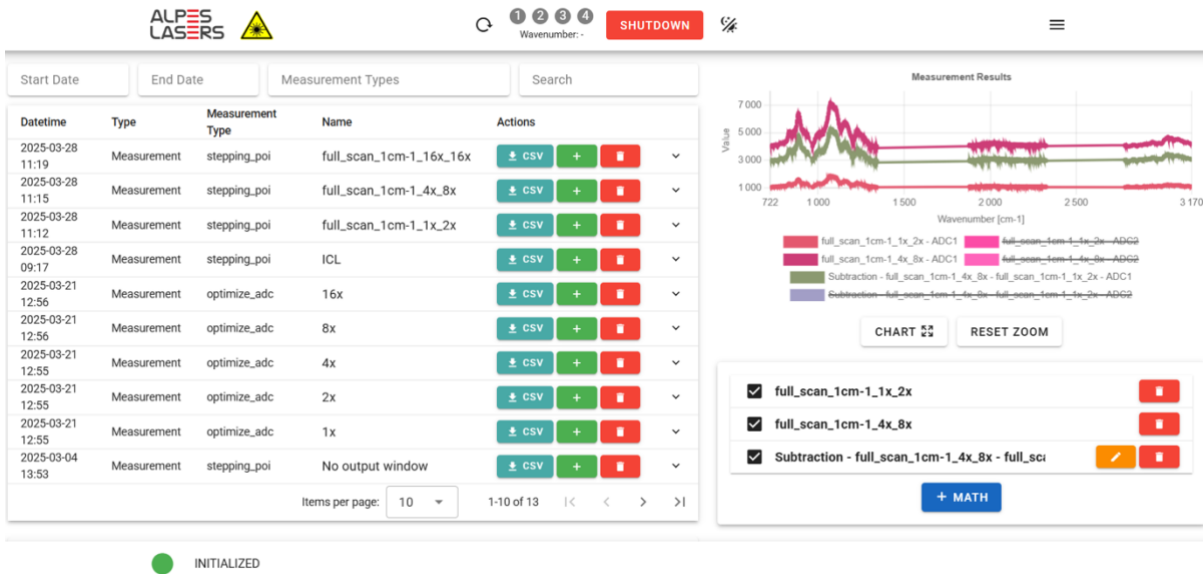 ALPES
LASERS
1 2 3 4
Wavenumber: -
SHUTDOWN
Start Date
End Date
Measurement Types
Search
Datetime Type Measurement Type Name Actions
2025-03-28 11:19 Measurement stepping_poi full_scan_1cm-1_16x_16x CSV +
2025-03-28 11:15 Measurement stepping_poi full_scan_1cm-1_4x_8x CSV +
2025-03-28 11:12 Measurement stepping_poi full_scan_1cm-1_1x_2x CSV +
2025-03-28 09:17 Measurement stepping_poi ICL CSV +
2025-03-21 12:56 Measurement optimize_adc 16x CSV +
2025-03-21 12:56 Measurement optimize_adc 8x CSV +
2025-03-21 12:55 Measurement optimize_adc 4x CSV +
2025-03-21 12:55 Measurement optimize_adc 2x CSV +
2025-03-21 12:55 Measurement optimize_adc 1x CSV +
2025-03-04 13:53 Measurement stepping_poi No output window CSV +
Items per page: 10 1-10 of 13 |< < > >|
INITIALIZED
Measurement Results
Value
7 000
5 000
3 000
1 000
722 1 000 1 500 2 000 2 500 3 170
Wavenumber [cm-1]
full_scan_1cm-1_1x_2x - ADC1 full_scan_1cm-1_1x_2x - ADC2
full_scan_1cm-1_4x_8x - ADC1 full_scan_1cm-1_4x_8x - ADC2
Subtraction - full_scan_1cm-1_4x_8x - full_scan_1cm-1_1x_2x - ADC1
Subtraction - full_scan_1cm-1_4x_8x - full_scan_1cm-1_1x_2x - ADC2
CHART RESET ZOOM
full_scan_1cm-1_1x_2x
full_scan_1cm-1_4x_8x
Subtraction - full_scan_1cm-1_4x_8x - full_sca
+ MATH